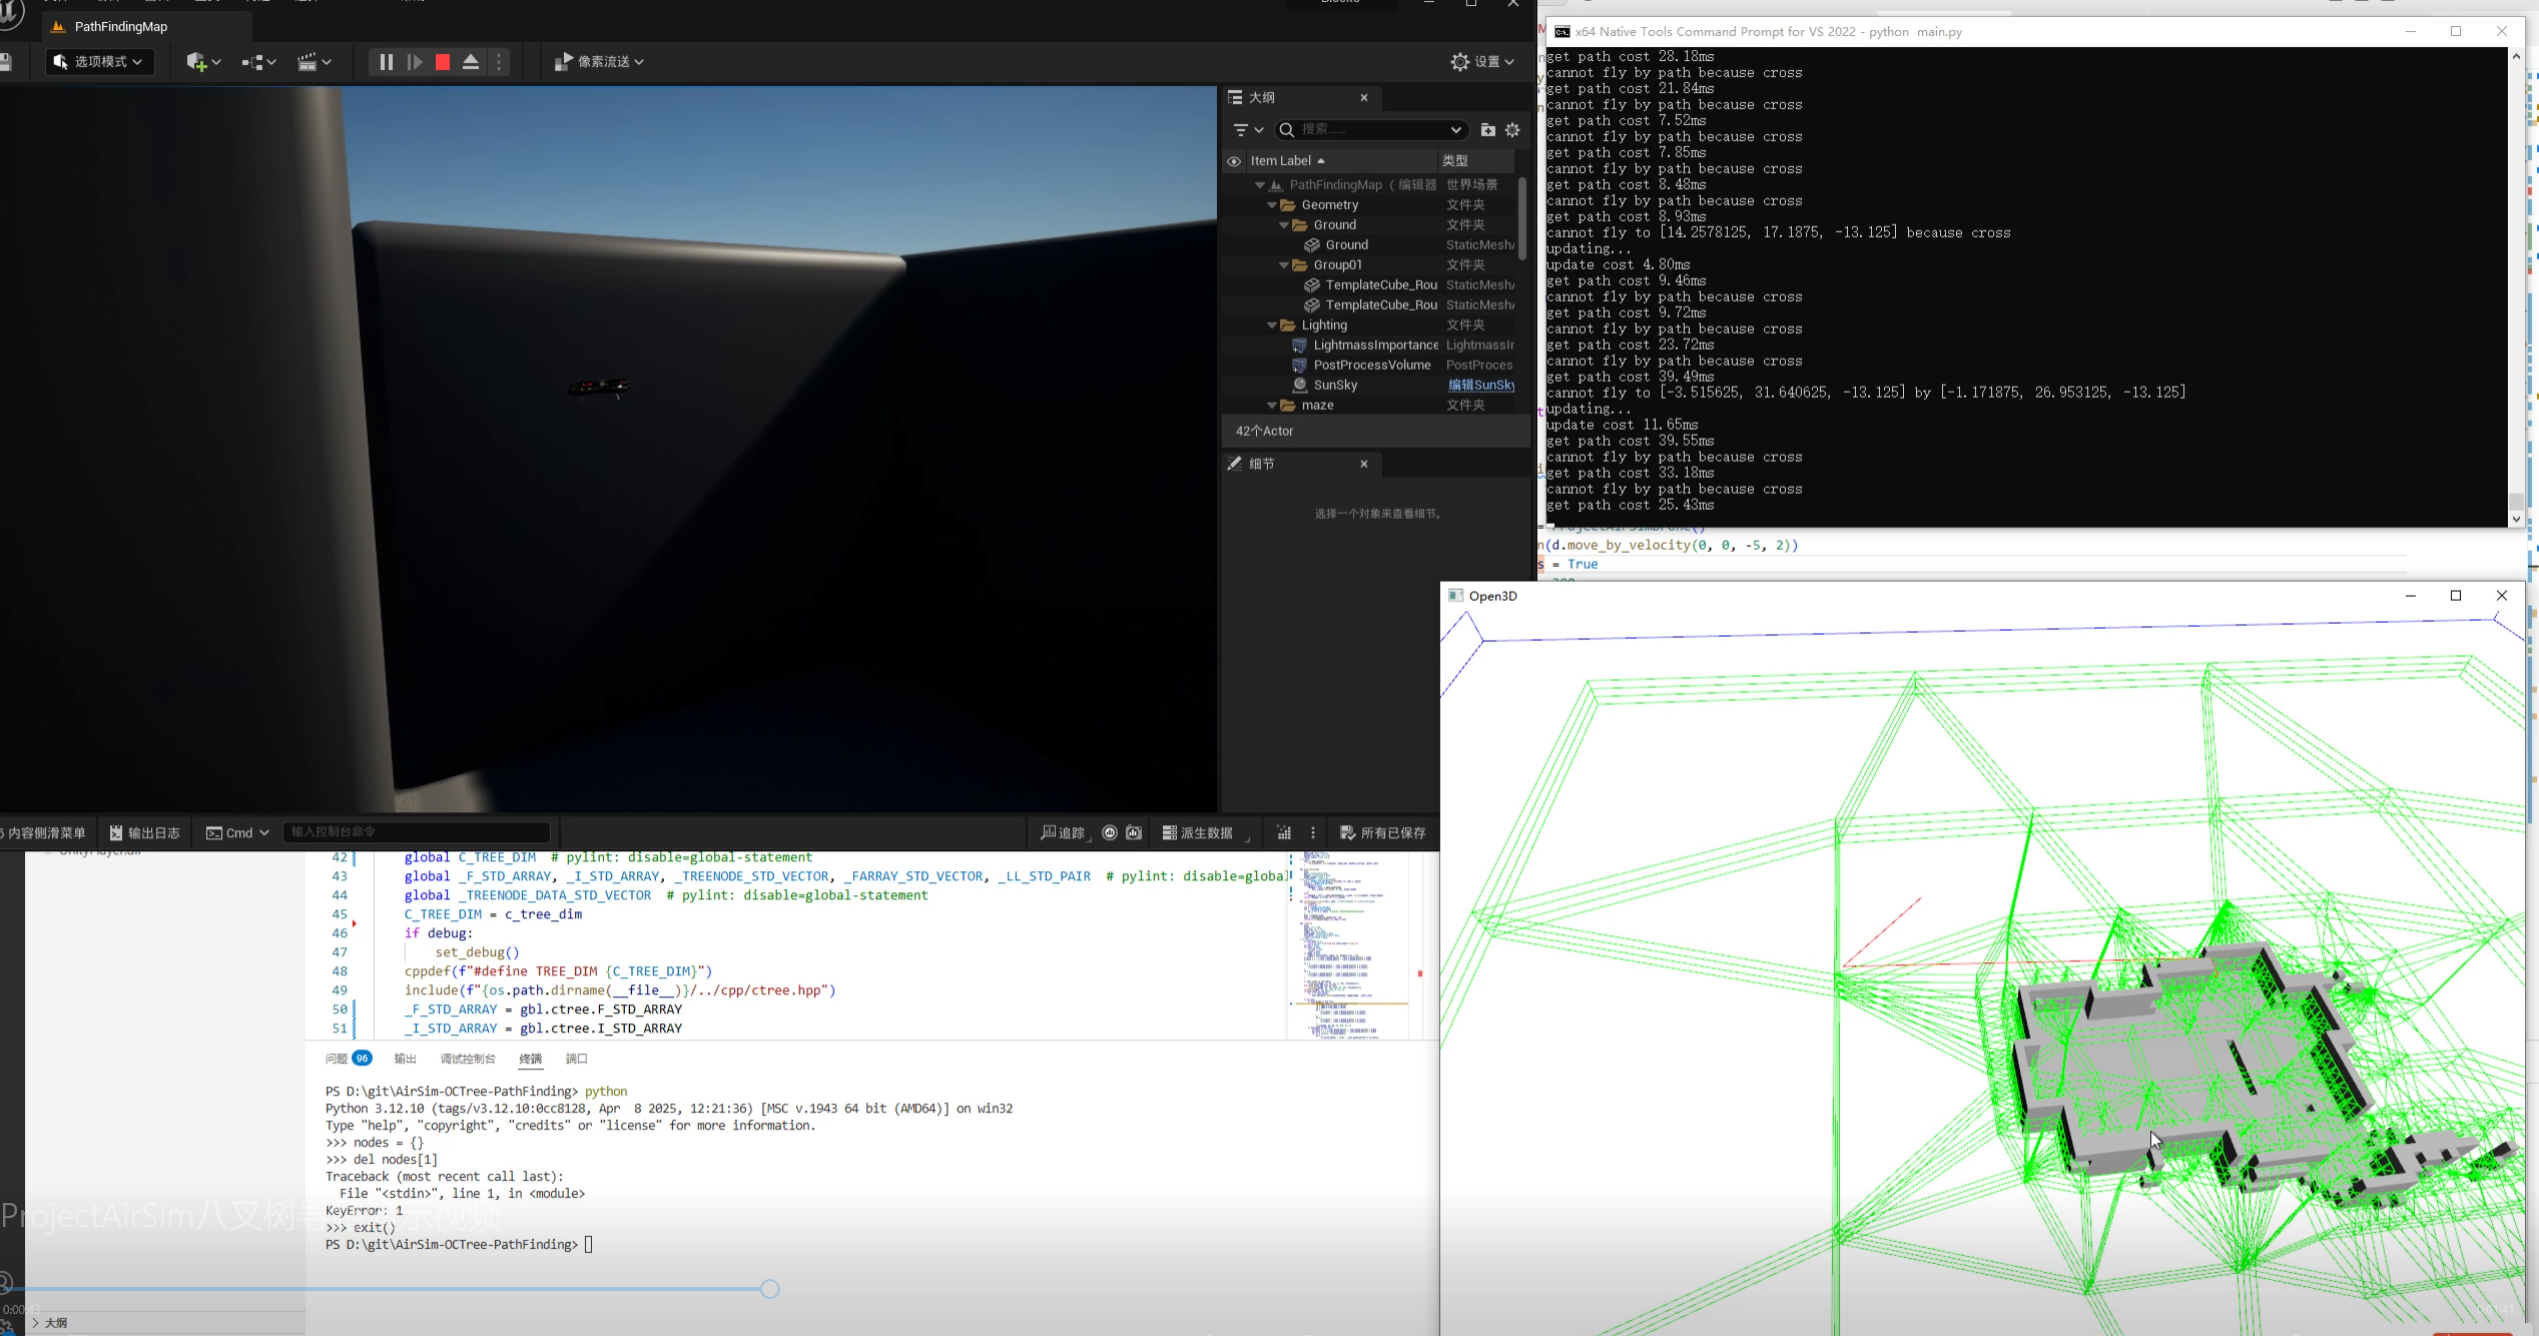 PathFindingMap
选项模式
像素流送
设置
大纲
搜索......
Item Label
类型
PathFindingMap（编辑器
世界场景
Geometry
文件夹
Ground
文件夹
Ground
StaticMesh
Group01
文件夹
TemplateCube_Rou
StaticMesh
TemplateCube_Rou
StaticMesh
Lighting
文件夹
LightmassImportance
PostProcessVolume
PostProces
SunSky
编辑SunSky
maze
文件夹
42个Actor
细节
选择一个对象来查看细节。
内容侧滑菜单
输出日志
Cmd
输入控制台命令
追踪
派生数据
所有已保存
x64 Native Tools Command Prompt for VS 2022 - python  main.py
get path cost 28.18ms
cannot fly by path because cross
get path cost 21.84ms
cannot fly by path because cross
get path cost 7.52ms
cannot fly by path because cross
get path cost 7.85ms
cannot fly by path because cross
get path cost 8.48ms
cannot fly by path because cross
get path cost 8.93ms
cannot fly to [14.2578125, 17.1875, -13.125] because cross
updating...
update cost 4.80ms
get path cost 9.46ms
cannot fly by path because cross
get path cost 9.72ms
cannot fly by path because cross
get path cost 23.72ms
cannot fly by path because cross
get path cost 39.49ms
cannot fly to [-3.515625, 31.640625, -13.125] by [-1.171875, 26.953125, -13.125]
updating...
update cost 11.65ms
get path cost 39.55ms
cannot fly by path because cross
get path cost 33.18ms
cannot fly by path because cross
get path cost 25.43ms
n(d.move_by_velocity(0, 0, -5, 2))
s = True
Open3D
42 global C_TREE_DIM  # pylint: disable=global-statement
43 global _F_STD_ARRAY, _I_STD_ARRAY, _TREENODE_STD_VECTOR, _FARRAY_STD_VECTOR, _LL_STD_PAIR  # pylint: disable=global
44 global _TREENODE_DATA_STD_VECTOR  # pylint: disable=global-statement
45 C_TREE_DIM = c_tree_dim
46 if debug:
47 set_debug()
48 cppdef(f"#define TREE_DIM {C_TREE_DIM}")
49 include(f"{os.path.dirname(__file__)}/../cpp/ctree.hpp")
50 _F_STD_ARRAY = gbl.ctree.F_STD_ARRAY
51 _I_STD_ARRAY = gbl.ctree.I_STD_ARRAY
问题 96 输出 调试控制台 终端 端口
PS D:\git\AirSim-OCTree-PathFinding> python
Python 3.12.10 (tags/v3.12.10:0cc8128, Apr  8 2025, 12:21:36) [MSC v.1943 64 bit (AMD64)] on win32
Type "help", "copyright", "credits" or "license" for more information.
>>> nodes = {}
>>> del nodes[1]
Traceback (most recent call last):
File "<stdin>", line 1, in <module>
KeyError: 1
>>> exit()
PS D:\git\AirSim-OCTree-PathFinding>
ProjectAirSim八叉树
示视频
0:00:43
大纲